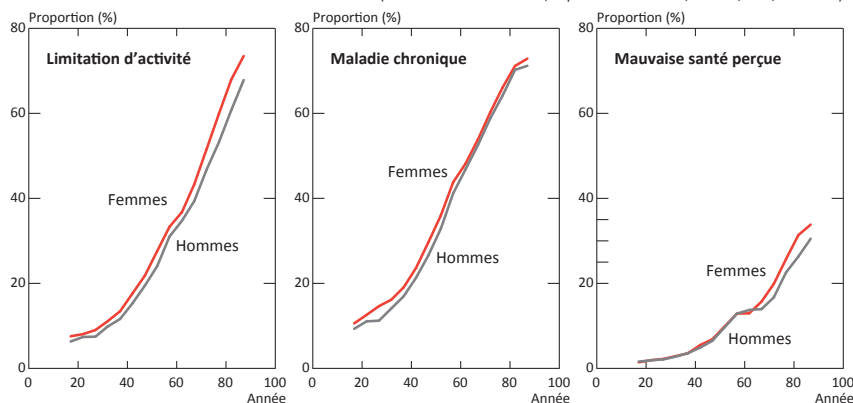 Proportion (%)
Limitation d'activité
80
60
40
20
0
Femmes
Hommes
0 20 40 60 80 100
Année
Proportion (%)
Maladie chronique
80
60
40
20
0
Femmes
Hommes
0 20 40 60 80 100
Année
Proportion (%)
Mauvaise santé perçue
80
60
40
20
0
Femmes
Hommes
0 20 40 60 80 100
Année